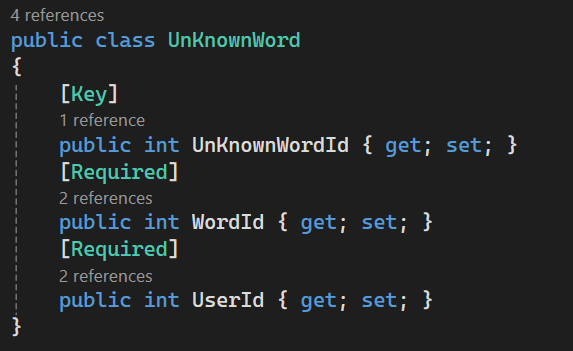 4 references
public class UnKnownWord
{
[Key]
1 reference
public int UnKnownWordId { get; set; }
[Required]
2 references
public int WordId { get; set; }
[Required]
2 references
public int UserId { get; set; }
}